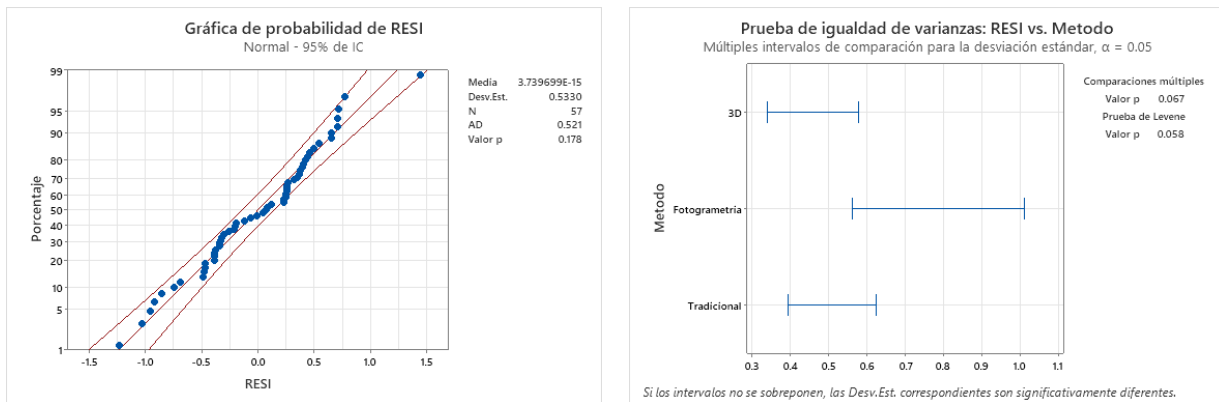 Gráfica de probabilidad de RESI
Normal - 95% de IC
99
95
90
80
70
60
50
40
30
20
10
5
1
Porcentaje
-1.5 -1.0 -0.5 0.0 0.5 1.0 1.5
RESI
Media 3.739699E-15
Desv.Est. 0.5330
N 57
AD 0.521
Valor p 0.178
Prueba de igualdad de varianzas: RESI vs. Metodo
Múltiples intervalos de comparación para la desviación estándar, α = 0.05
3D
Fotogrametria
Tradicional
Metodo
0.3 0.4 0.5 0.6 0.7 0.8 0.9 1.0 1.1
Comparaciones múltiples
Valor p 0.067
Prueba de Levene
Valor p 0.058
Si los intervalos no se sobreponen, las Desv.Est. correspondientes son significativamente diferentes.